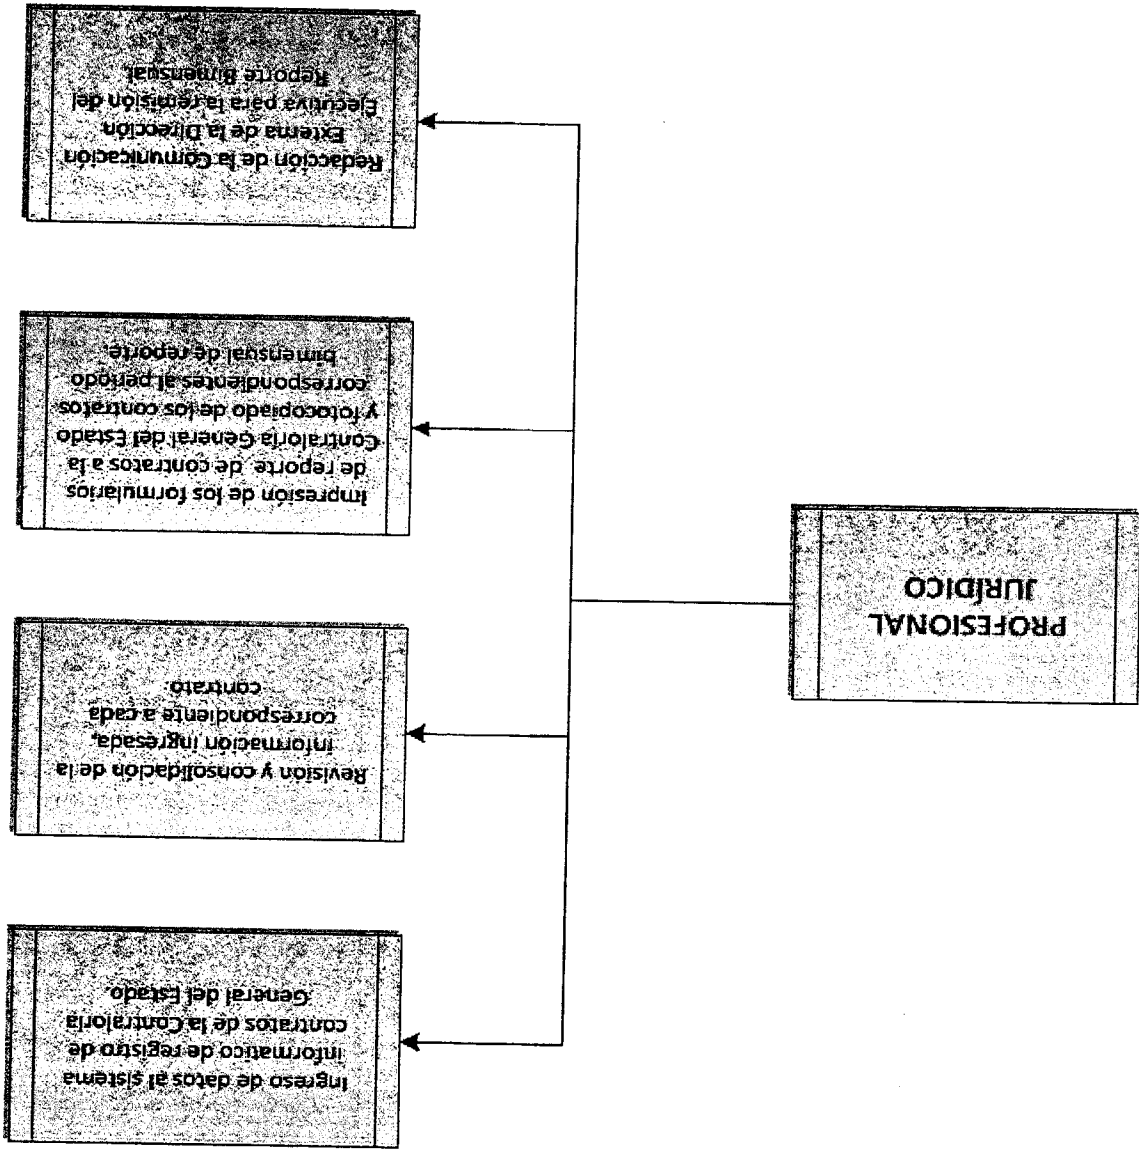 PROFESIONAL
JURÍDICO
Ingreso de datos al sistema
informatico de registro de
contratos de la Contraloría
General del Estado.
Revisión y consolidación de la
información ingresada,
correspondiente a cada
contrato.
Impresión de los formularios
de reporte de contratos a la
Contraloría General del Estado
y fotocopiado de los contratos
correspondientes al período
bimensual de reporte.
Redacción de la Comunicación
Externa de la Dirección
Ejecutiva para la remisión del
Reporte Bimensual.